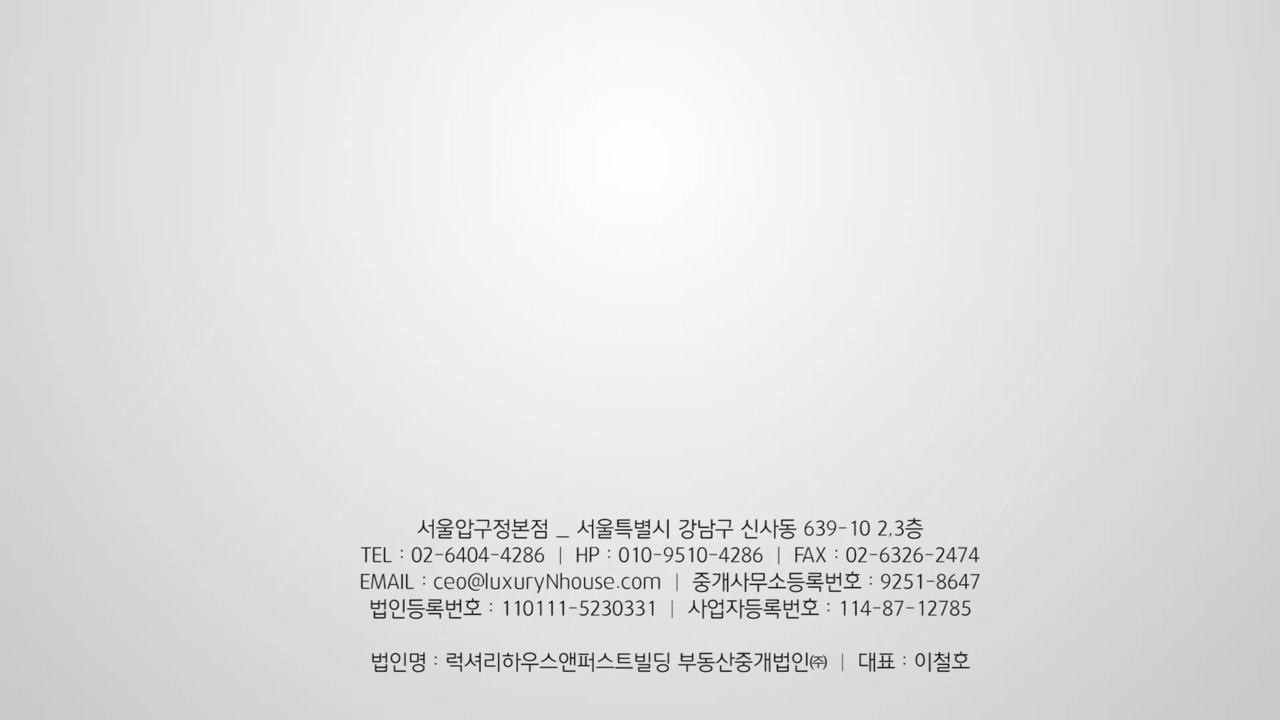 서울압구정본점 _ 서울특별시 강남구 신사동 639-10 2,3층
TEL : 02-6404-4286 | HP : 010-9510-4286 | FAX : 02-6326-2474
EMAIL : ceo@luxuryNhouse.com | 중개사무소등록번호 : 9251-8647
법인등록번호 : 110111-5230331 | 사업자등록번호 : 114-87-12785
법인명 : 럭셔리하우스앤퍼스트빌딩 부동산중개법인㈜ | 대표 : 이철호